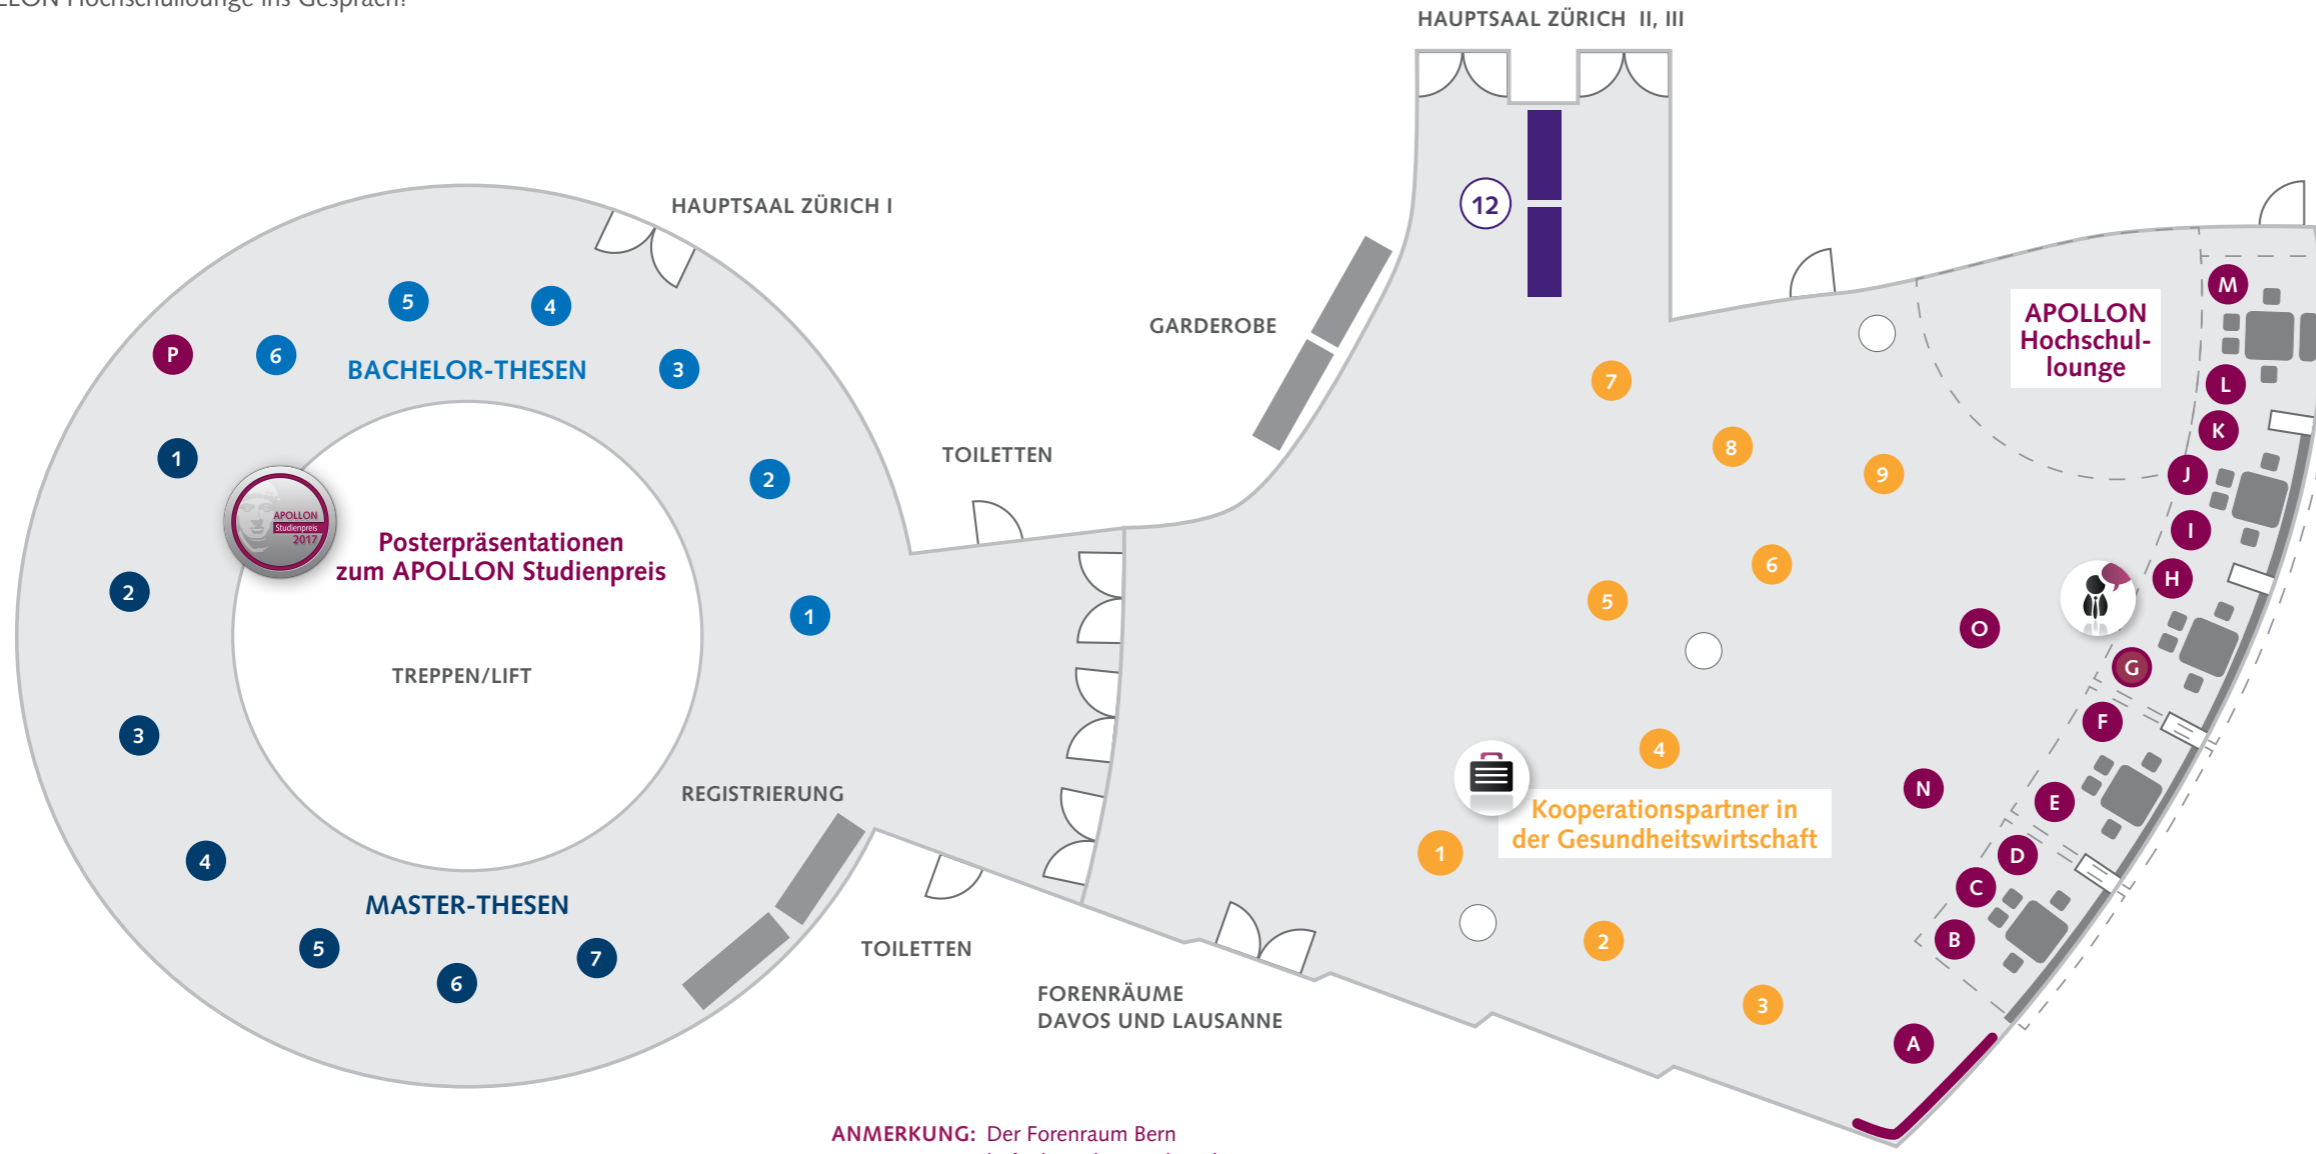 Hochschullounge ins Gespräch!
HAUPTSAAL ZÜRICH II, III
HAUPTSAAL ZÜRICH I
12
GARDEROBE
TOILETTEN
5
4
P
6
BACHELOR-THESEN
3
1
2
1
APOLLON
Studienpreis
2017
Posterpräsentationen
zum APOLLON Studienpreis
2
TREPPEN/LIFT
3
REGISTRIERUNG
4
MASTER-THESEN
5
6
7
TOILETTEN
FORENRÄUME
DAVOS UND LAUSANNE
7
8
9
6
5
4
Kooperationspartner in
der Gesundheitswirtschaft
1
2
3
APOLLON
Hochschul-
lounge
M
L
K
J
I
H
O
G
F
N
E
D
C
B
A
ANMERKUNG: Der Forenraum Bern